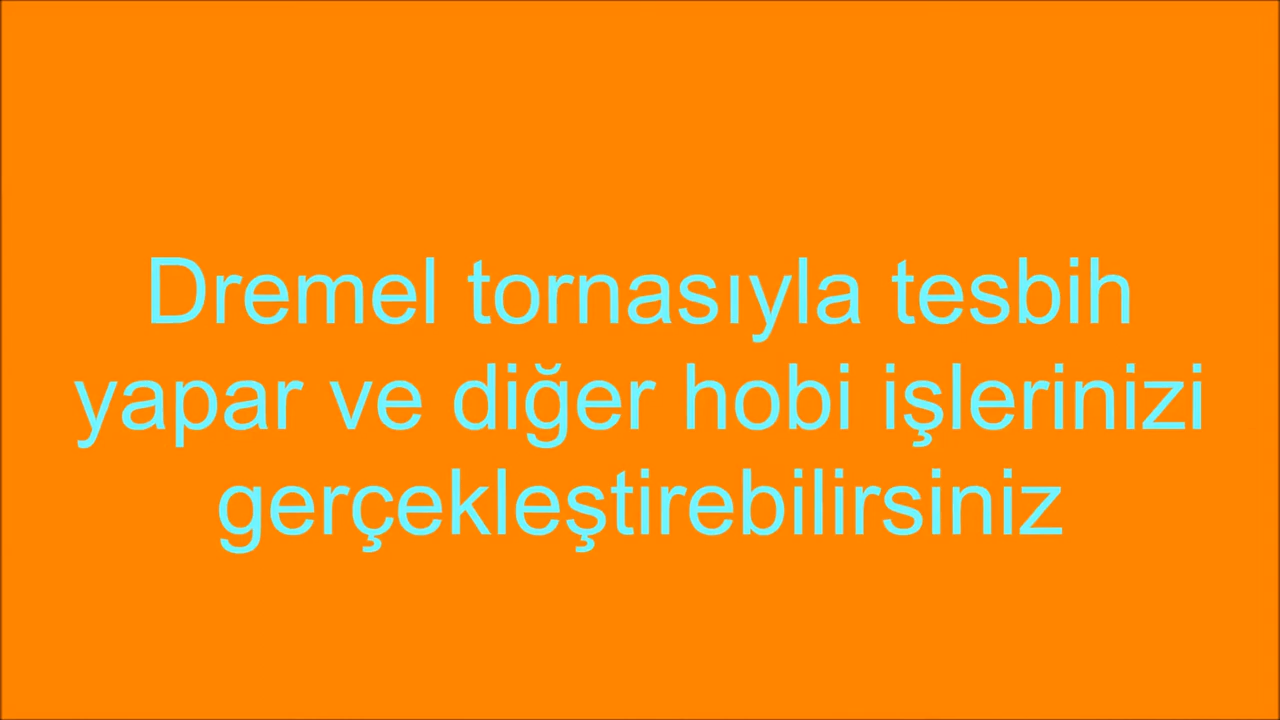 Dremel tornasıyla tesbih
yapar ve diğer hobi işlerinizi
gerçekleştirebilirsiniz